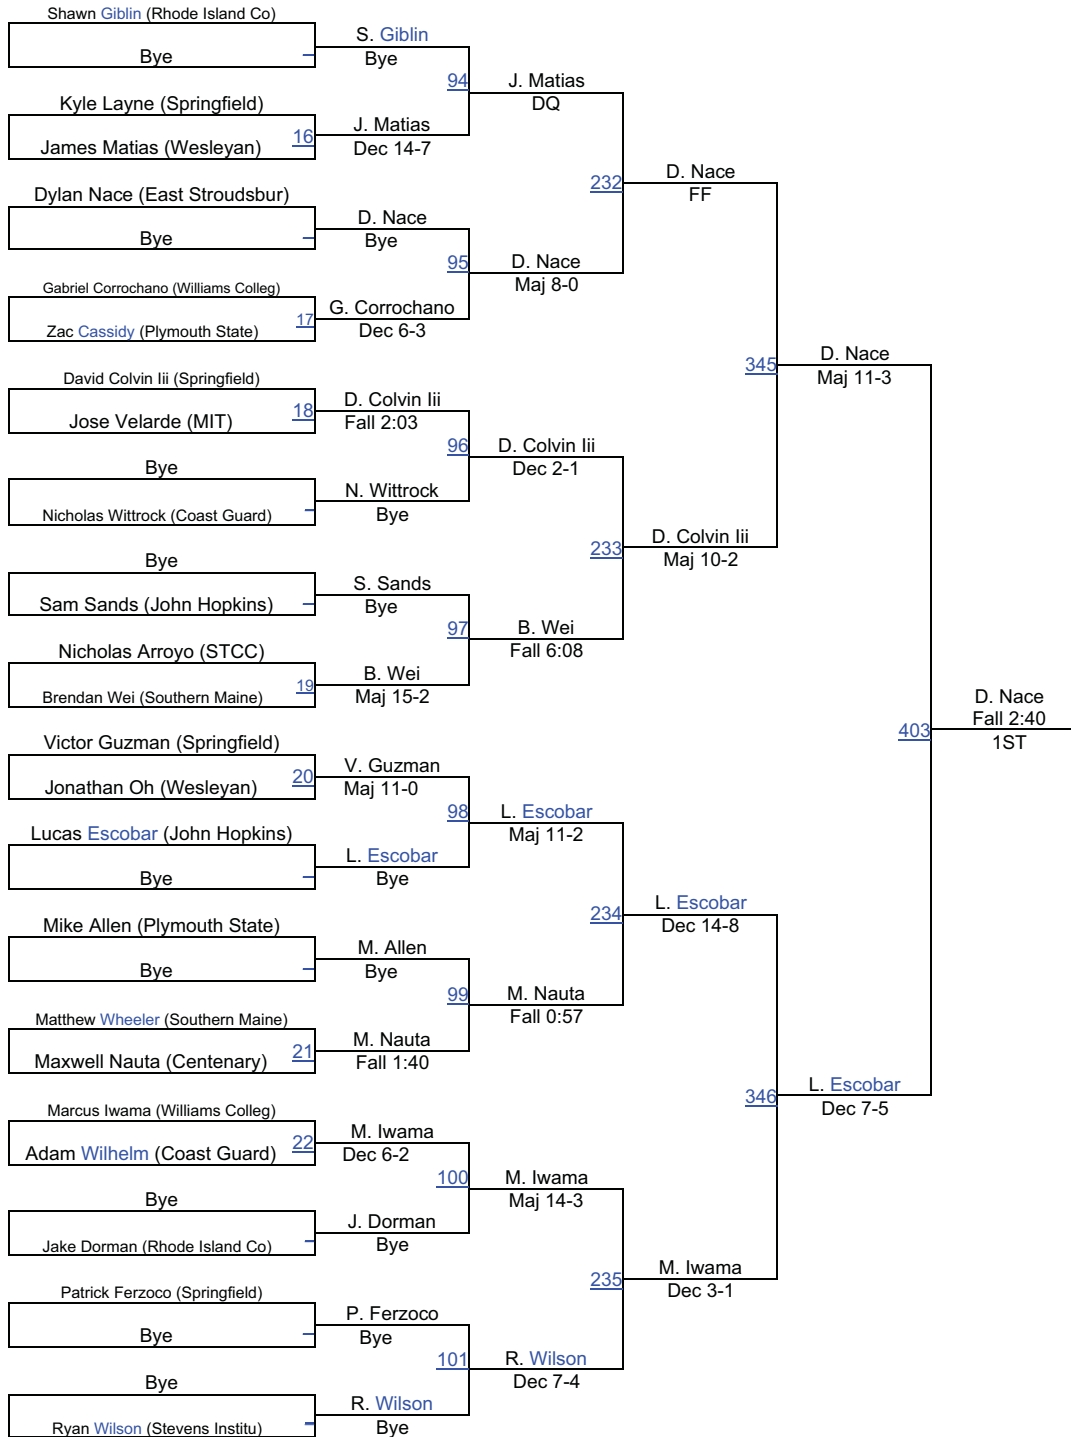 Shawn Giblin (Rhode Island Co)
Bye
S. Giblin
Bye
94
J. Matias
DQ
Kyle Layne (Springfield)
James Matias (Wesleyan)
16
J. Matias
Dec 14-7
232
D. Nace
FF
Dylan Nace (East Stroudsbur)
Bye
D. Nace
Bye
95
D. Nace
Maj 8-0
Gabriel Corrochano (Williams Colleg)
Zac Cassidy (Plymouth State)
17
G. Corrochano
Dec 6-3
345
D. Nace
Maj 11-3
David Colvin Iii (Springfield)
Jose Velarde (MIT)
18
D. Colvin Iii
Fall 2:03
96
D. Colvin Iii
Dec 2-1
Bye
Nicholas Wittrock (Coast Guard)
N. Wittrock
Bye
233
D. Colvin Iii
Maj 10-2
Bye
Sam Sands (John Hopkins)
S. Sands
Bye
97
B. Wei
Fall 6:08
Nicholas Arroyo (STCC)
Brendan Wei (Southern Maine)
19
B. Wei
Maj 15-2
403
D. Nace
Fall 2:40
1ST
Victor Guzman (Springfield)
Jonathan Oh (Wesleyan)
20
V. Guzman
Maj 11-0
98
L. Escobar
Maj 11-2
Lucas Escobar (John Hopkins)
Bye
L. Escobar
Bye
234
L. Escobar
Dec 14-8
Mike Allen (Plymouth State)
Bye
M. Allen
Bye
99
M. Nauta
Fall 0:57
Matthew Wheeler (Southern Maine)
Maxwell Nauta (Centenary)
21
M. Nauta
Fall 1:40
346
L. Escobar
Dec 7-5
Marcus Iwama (Williams Colleg)
Adam Wilhelm (Coast Guard)
22
M. Iwama
Dec 6-2
100
M. Iwama
Maj 14-3
Bye
Jake Dorman (Rhode Island Co)
J. Dorman
Bye
235
M. Iwama
Dec 3-1
Patrick Ferzoco (Springfield)
Bye
P. Ferzoco
Bye
101
R. Wilson
Dec 7-4
Bye
Ryan Wilson (Stevens Institu)
R. Wilson
Bye